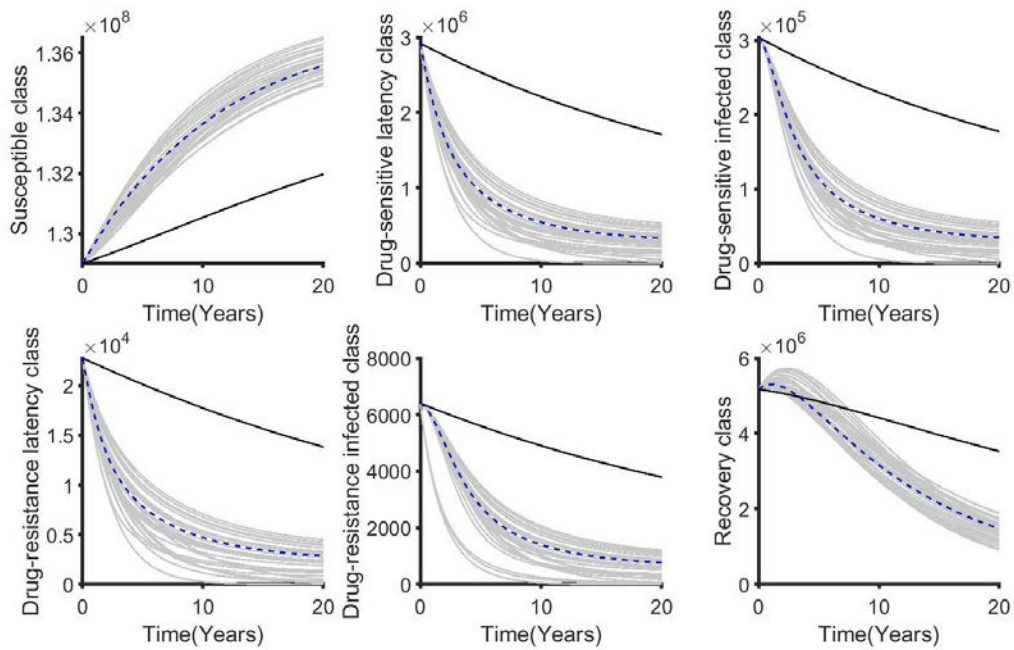 ×10⁸
1.36
1.34
1.32
1.3
Susceptible class
0 10 20
Time(Years)
×10⁶
3
2
1
0
Drug-sensitive latency class
0 10 20
Time(Years)
×10⁵
3
2
1
0
Drug-sensitive infected class
0 10 20
Time(Years)
×10⁴
2
1.5
1
0.5
0
Drug-resistance latency class
0 10 20
Time(Years)
8000
6000
4000
2000
0
Drug-resistance infected class
0 10 20
Time(Years)
×10⁶
6
4
2
0
Recovery class
0 10 20
Time(Years)